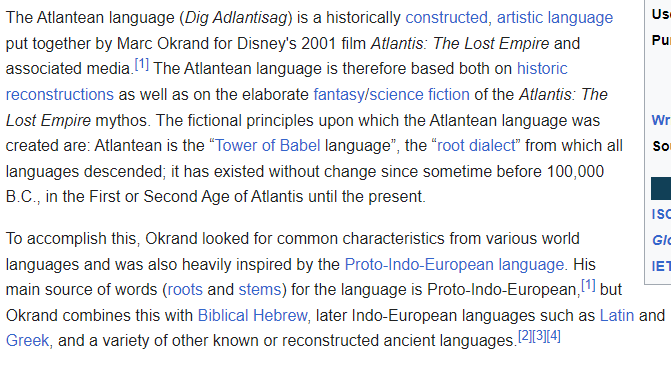 The Atlantean language (Dig Adlantisag) is a historically constructed, artistic language
put together by Marc Okrand for Disney's 2001 film Atlantis: The Lost Empire and
associated media.[1] The Atlantean language is therefore based both on historic
reconstructions as well as on the elaborate fantasy/science fiction of the Atlantis: The
Lost Empire mythos. The fictional principles upon which the Atlantean language was
created are: Atlantean is the “Tower of Babel language”, the “root dialect” from which all
languages descended; it has existed without change since sometime before 100,000
B.C., in the First or Second Age of Atlantis until the present.
To accomplish this, Okrand looked for common characteristics from various world
languages and was also heavily inspired by the Proto-Indo-European language. His
main source of words (roots and stems) for the language is Proto-Indo-European,[1] but
Okrand combines this with Biblical Hebrew, later Indo-European languages such as Latin and
Greek, and a variety of other known or reconstructed ancient languages.[2][3][4]